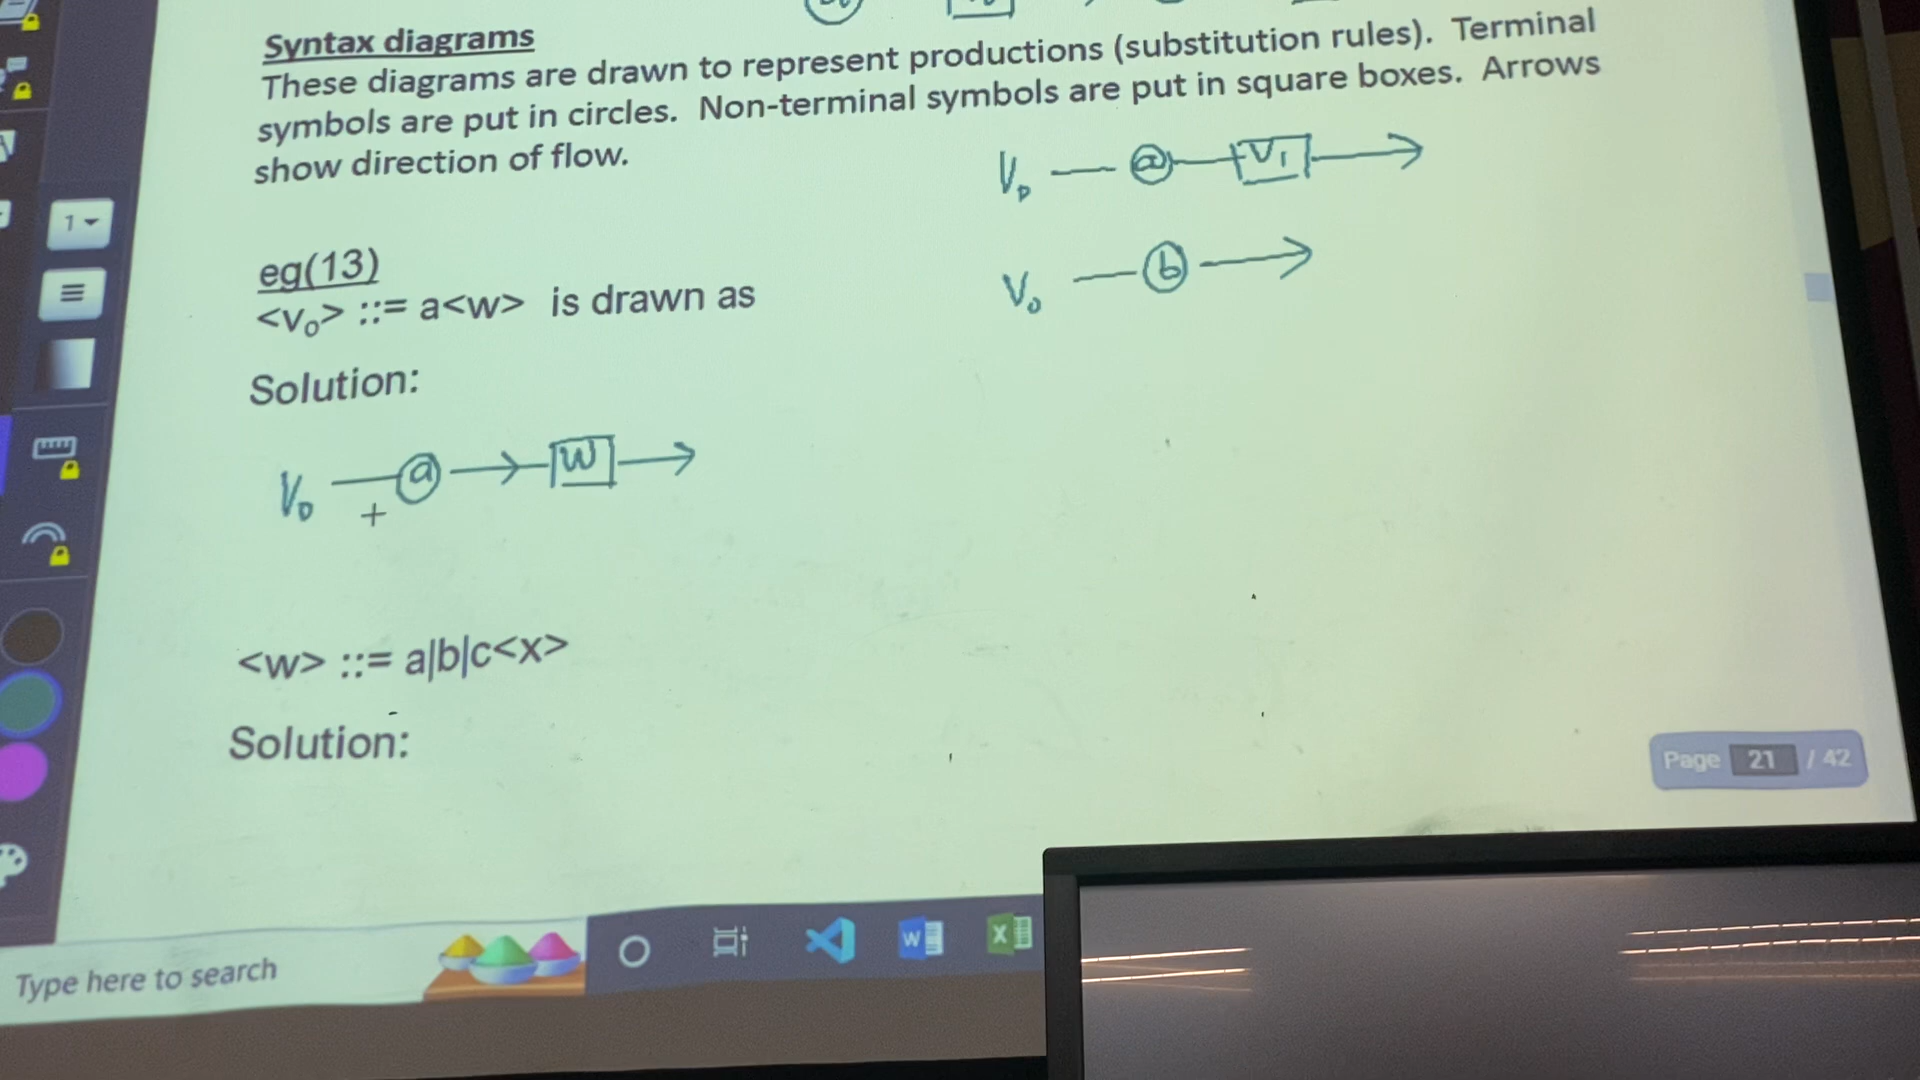 Syntax diagrams
These diagrams are drawn to represent productions (substitution rules). Terminal
symbols are put in circles. Non-terminal symbols are put in square boxes. Arrows
show direction of flow.
V₀ — a — V₁ →
V₀ — b →
1
eg(13)
<v₀> ::= a<w> is drawn as
Solution:
V₀ — a → W →
<w> ::= a|b|c<x>
Solution:
Page 21 / 42
Type here to search